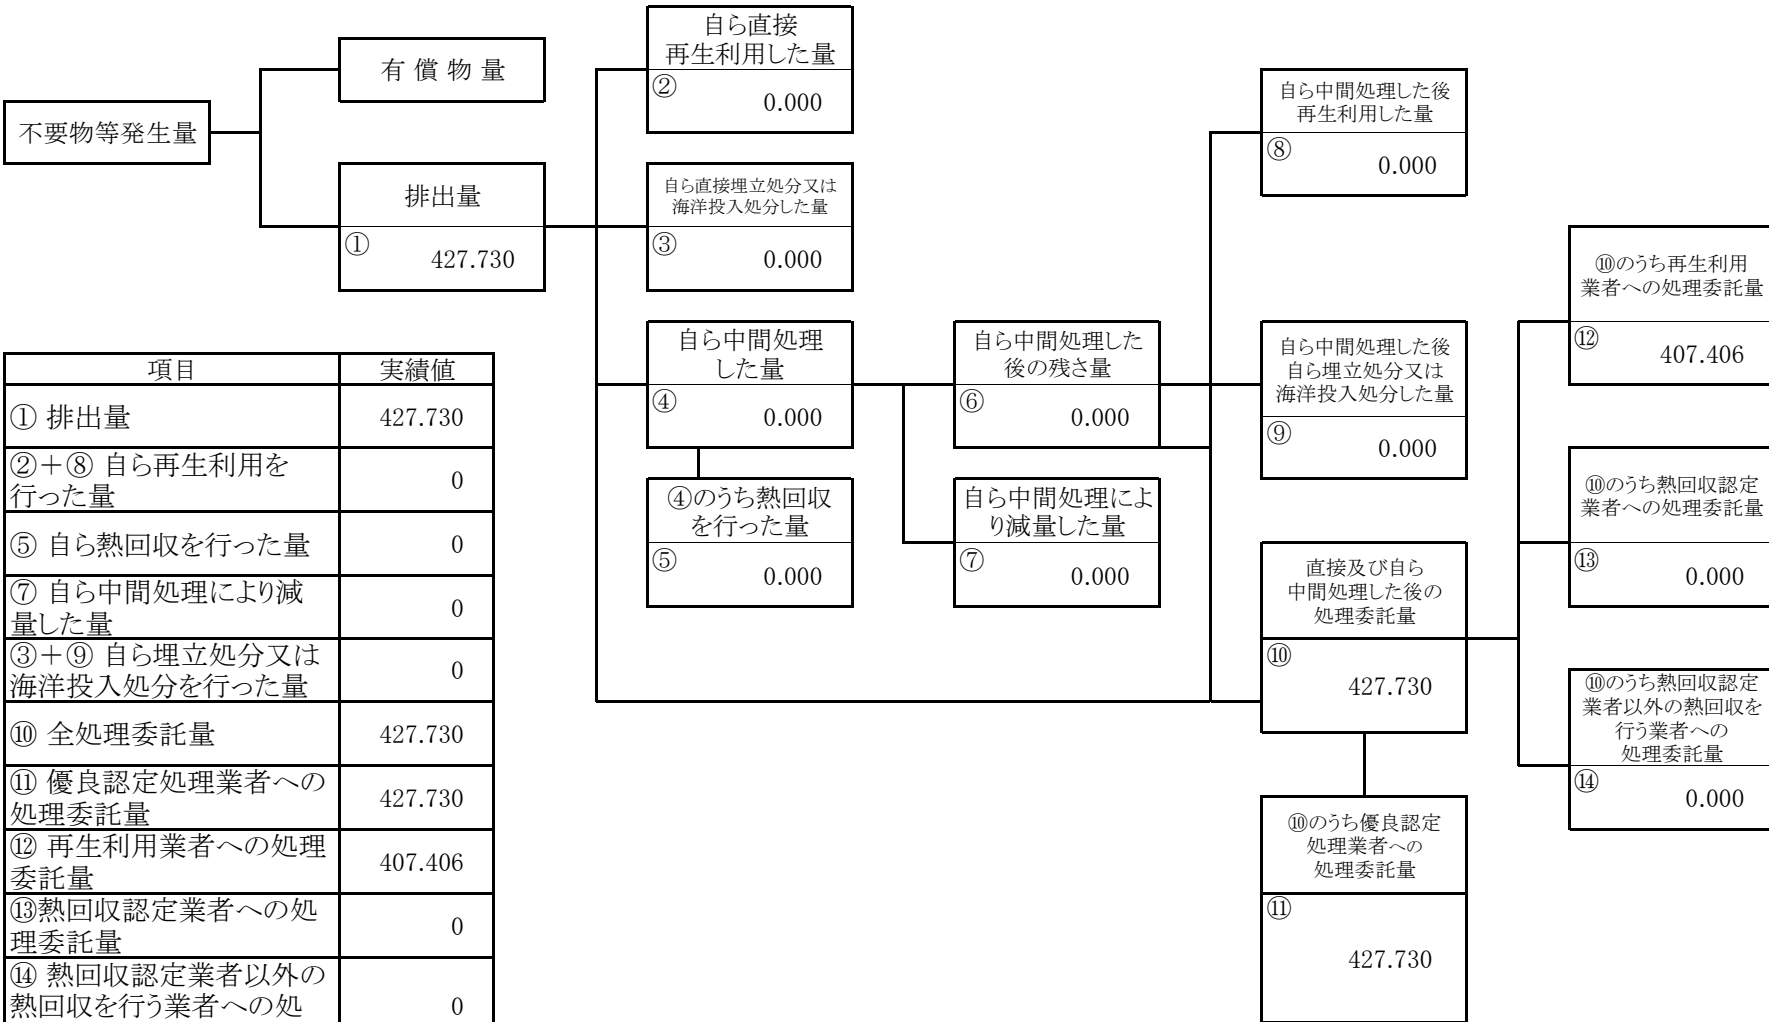 不要物等発生量
有 償 物 量
排出量
①
427.730
自ら直接
再生利用した量
②
0.000
自ら直接埋立処分又は
海洋投入処分した量
③
0.000
自ら中間処理
した量
④
0.000
④のうち熱回収
を行った量
⑤
0.000
自ら中間処理した
後の残さ量
⑥
0.000
自ら中間処理によ
り減量した量
⑦
0.000
自ら中間処理した後
再生利用した量
⑧
0.000
自ら中間処理した後
自ら埋立処分又は
海洋投入処分した量
⑨
0.000
直接及び自ら
中間処理した後の
処理委託量
⑩
427.730
⑩のうち優良認定
処理業者への
処理委託量
⑪
427.730
⑩のうち再生利用
業者への処理委託量
⑫
407.406
⑩のうち熱回収認定
業者への処理委託量
⑬
0.000
⑩のうち熱回収認定
業者以外の熱回収を
行う業者への
処理委託量
⑭
0.000
項目 実績値
① 排出量 427.730
②+⑧ 自ら再生利用を
行った量 0
⑤ 自ら熱回収を行った量 0
⑦ 自ら中間処理により減
量した量 0
③+⑨ 自ら埋立処分又は
海洋投入処分を行った量 0
⑩ 全処理委託量 427.730
⑪ 優良認定処理業者への
処理委託量 427.730
⑫ 再生利用業者への処理
委託量 407.406
⑬熱回収認定業者への処
理委託量 0
⑭ 熱回収認定業者以外の
熱回収を行う業者への処 0